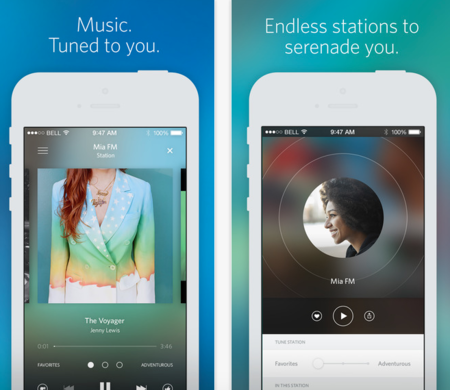 Music.
Tuned to you.
BELL 9:47 AM 100%
Mia FM
Station
The Voyager
Jenny Lewis
0:01 3:46
FAVORITES ADVENTUROUS
Endless stations to
serenade you.
BELL 9:47 AM 100%
Mia FM
TUNE STATION
Favorites Adventurous
IN THIS STATION